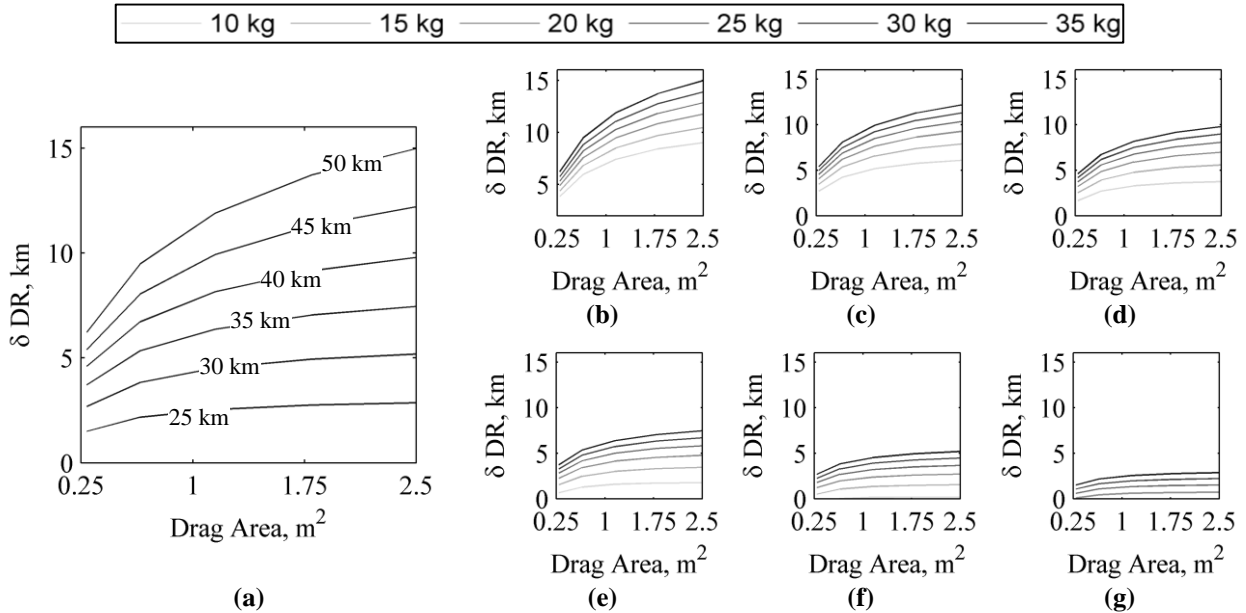 10 kg 15 kg 20 kg 25 kg 30 kg 35 kg
δ DR, km
15
10
5
0
0.25 1 1.75 2.5
Drag Area, m²
50 km
45 km
40 km
35 km
30 km
25 km
(a)
δ DR, km
15
10
5
0.25 1 1.75 2.5
Drag Area, m²
(b)
δ DR, km
15
10
5
0
0.25 1 1.75 2.5
Drag Area, m²
(c)
δ DR, km
15
10
5
0
0.25 1 1.75 2.5
Drag Area, m²
(d)
δ DR, km
15
10
5
0
0.25 1 1.75 2.5
Drag Area, m²
(e)
δ DR, km
15
10
5
0
0.25 1 1.75 2.5
Drag Area, m²
(f)
δ DR, km
15
10
5
0
0.25 1 1.75 2.5
Drag Area, m²
(g)